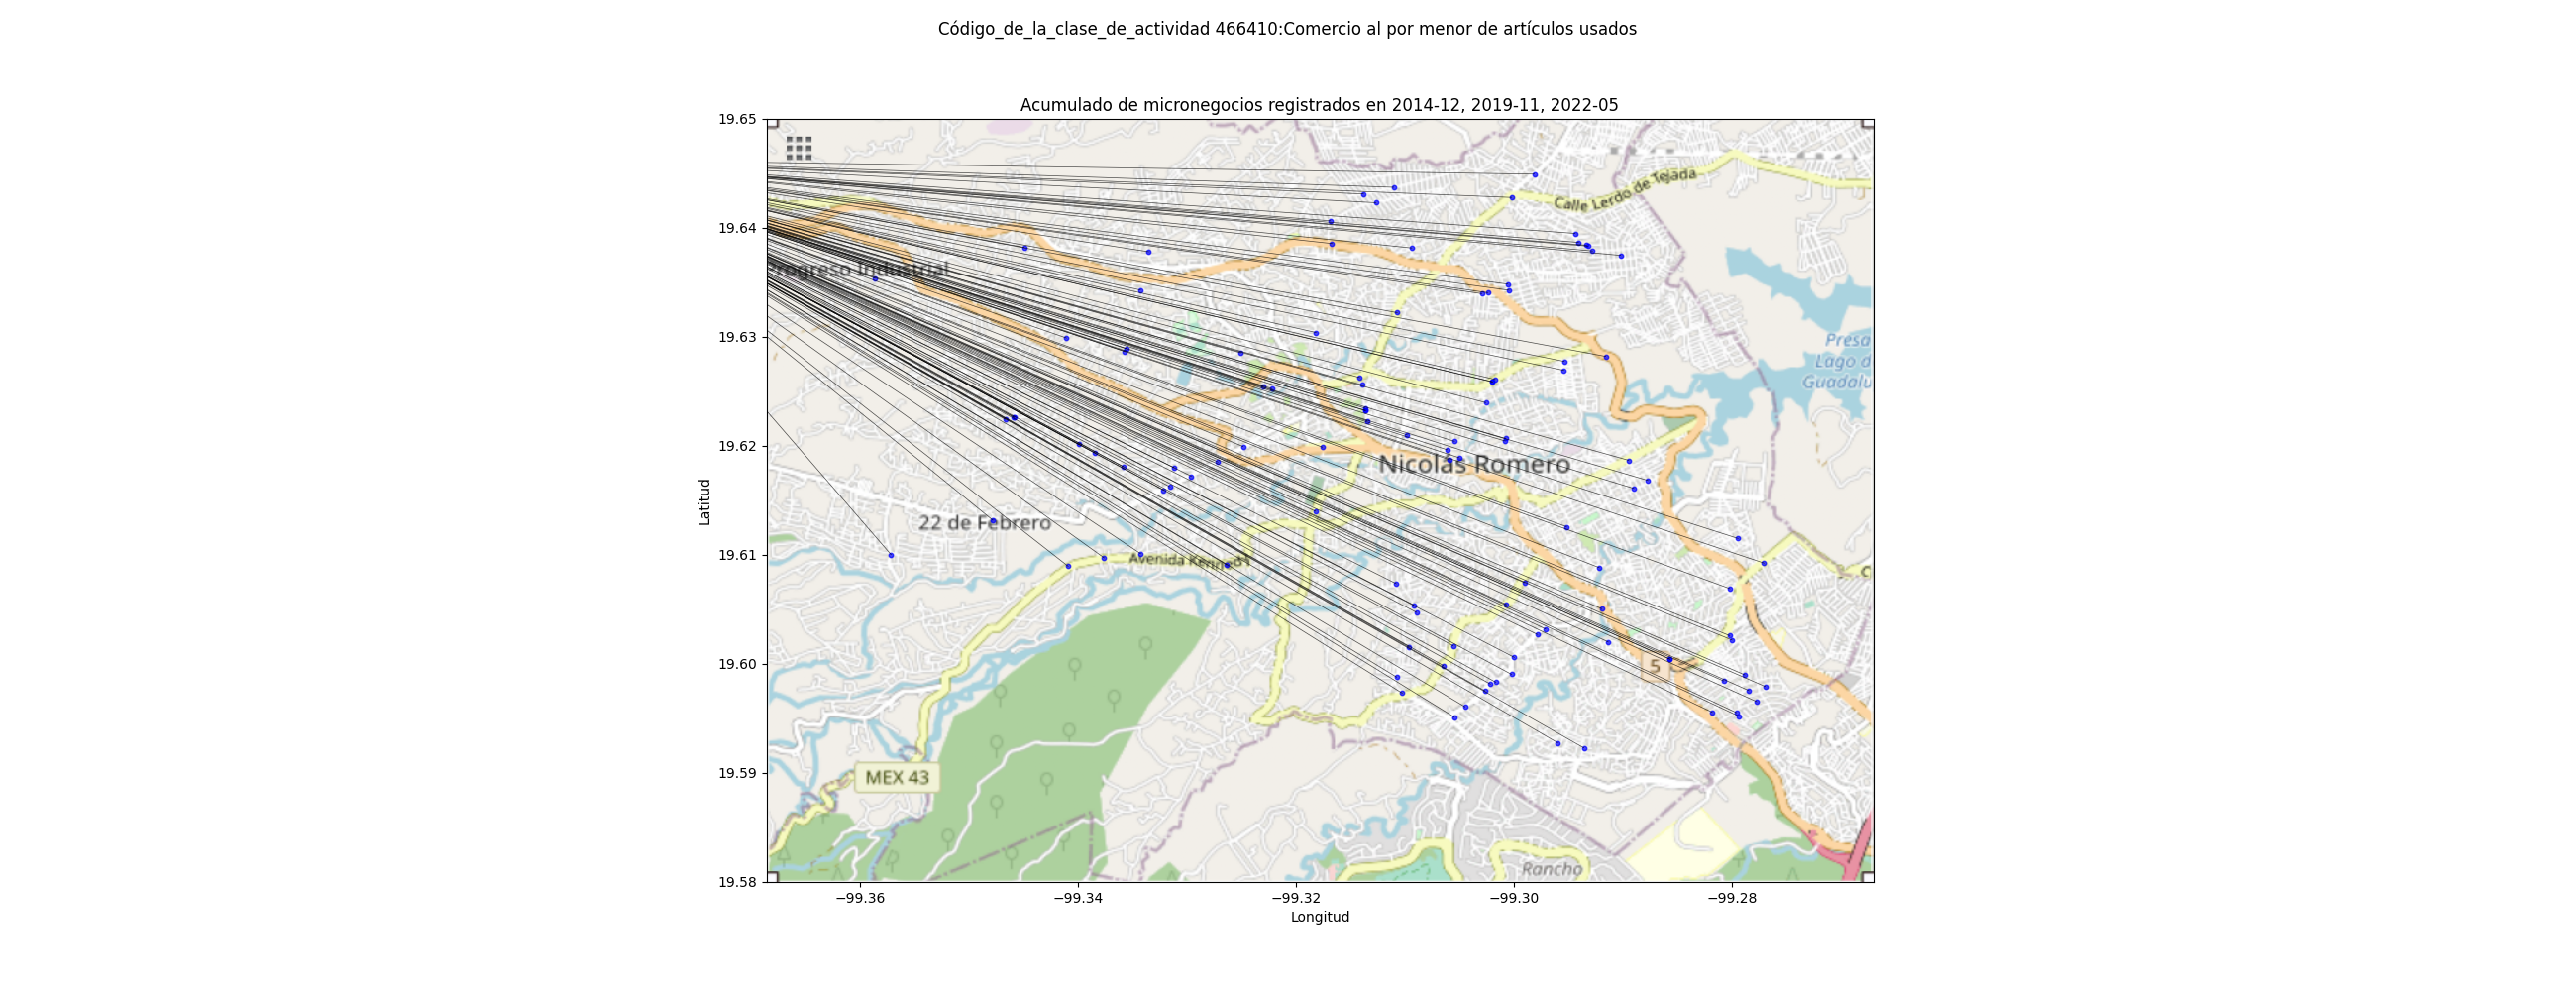 Código_de_la_clase_de_actividad 466410:Comercio al por menor de artículos usados
Acumulado de micronegocios registrados en 2014-12, 2019-11, 2022-05
19.65
19.64
19.63
19.62
19.61
19.60
19.59
19.58
Latitud
−99.36
−99.34
−99.32
−99.30
−99.28
Longitud
Calle Lerdo de Tejada
Progreso Industrial
Presa
Lago d
Guadalu
Nicolás Romero
22 de Febrero
Avenida Kennedy
C
5
MEX 43
Rancho